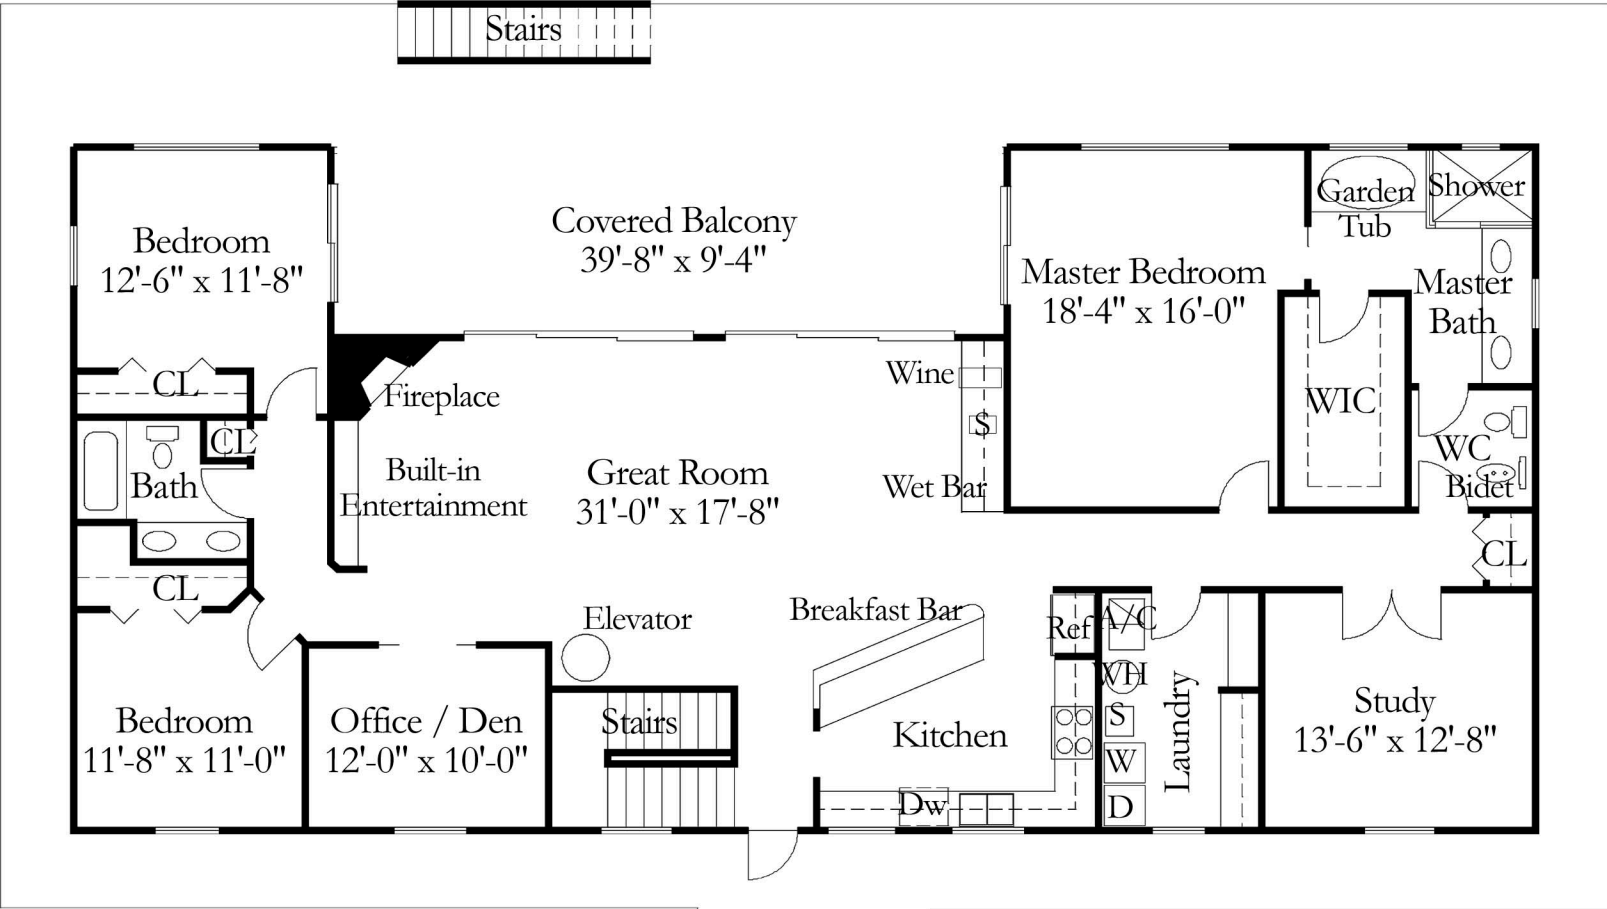 Stairs
Bedroom
12'-6" x 11'-8"
CL
Covered Balcony
39'-8" x 9'-4"
Master Bedroom
18'-4" x 16'-0"
Garden
Tub
Shower
Master
Bath
WIC
WC
Bidet
CL
Fireplace
Built-in
Entertainment
Great Room
31'-0" x 17'-8"
Wine
S
Wet Bar
CL
Bath
CL
Bedroom
11'-8" x 11'-0"
Office / Den
12'-0" x 10'-0"
Elevator
Stairs
Breakfast Bar
Kitchen
Dw
Ref
A/C
WH
S
W
D
Laundry
Study
13'-6" x 12'-8"